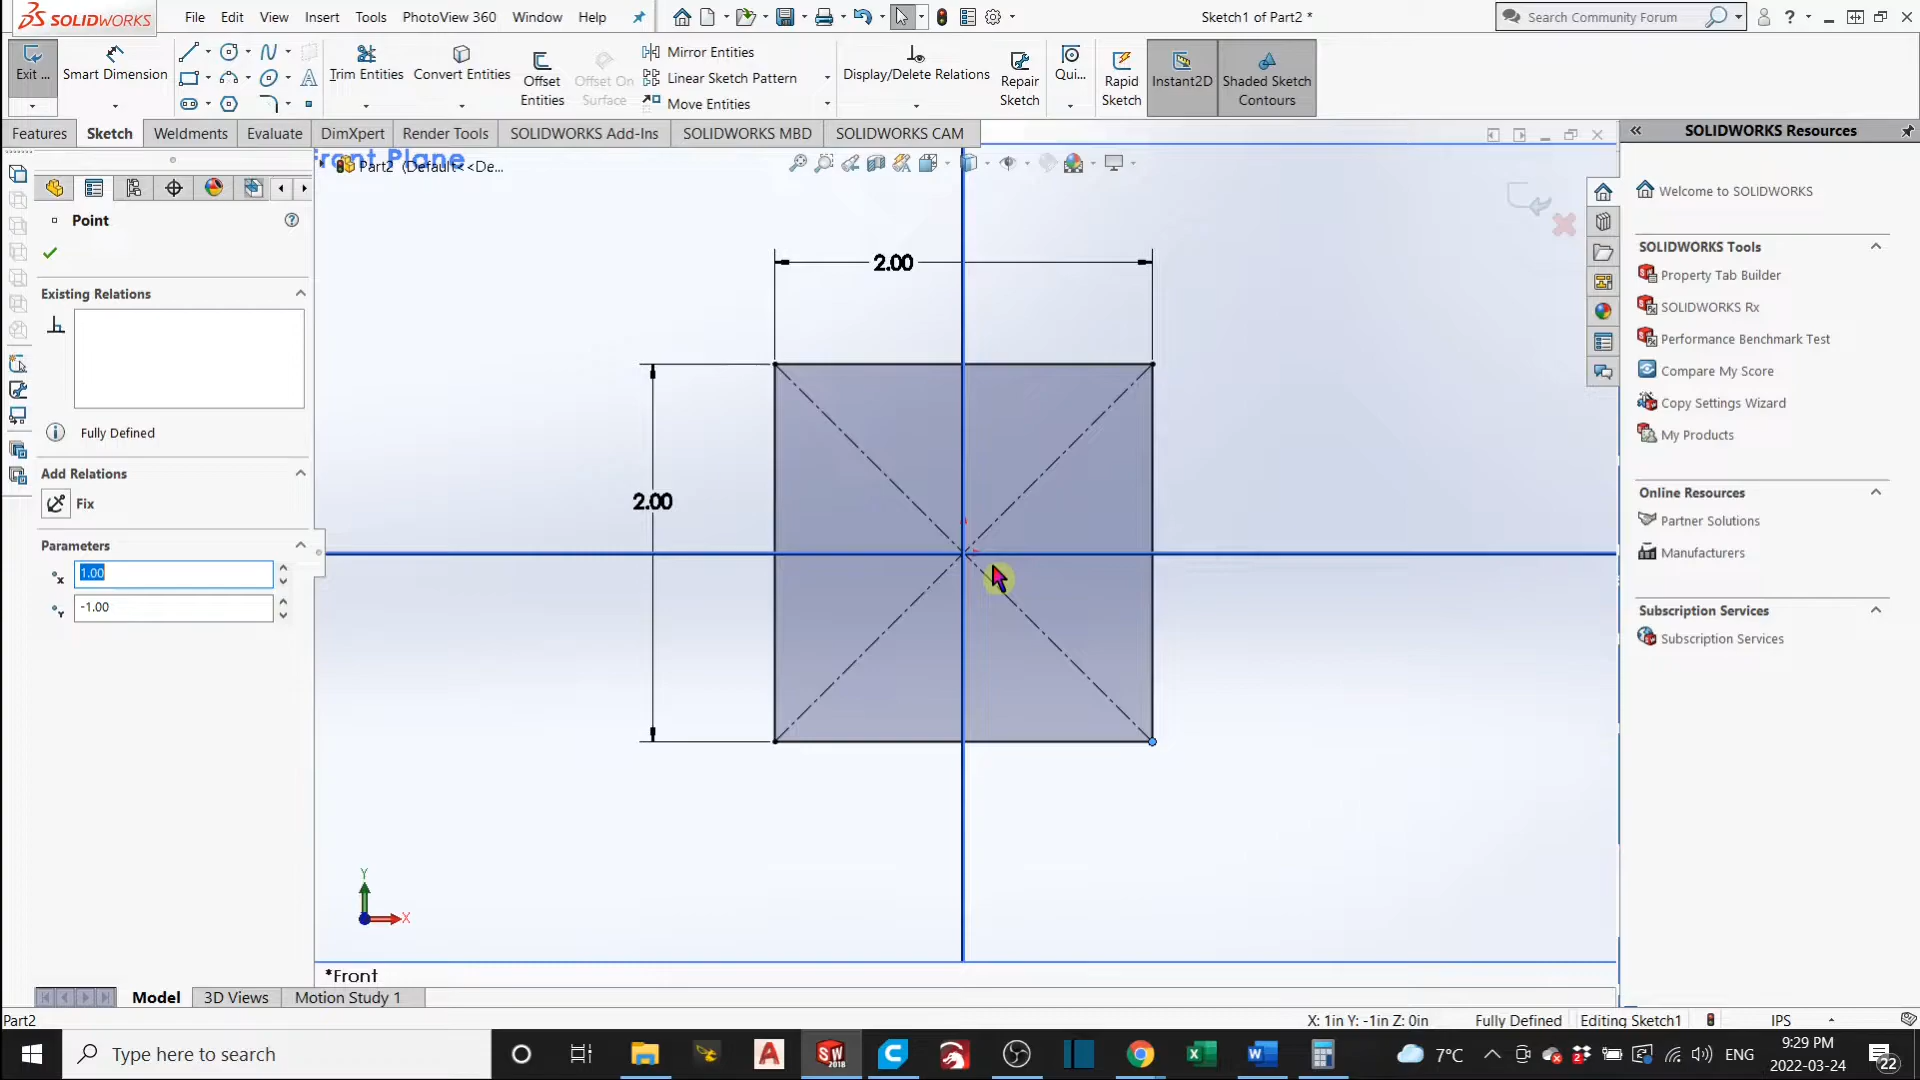 SOLIDWORKS
File
Edit
View
Insert
Tools
PhotoView 360
Window
Help
Sketch1 of Part2 *
Search Community Forum
Exit ...
Smart Dimension
Trim Entities
Convert Entities
Offset
Entities
Offset On
Surface
Mirror Entities
Linear Sketch Pattern
Move Entities
Display/Delete Relations
Repair
Sketch
Qui...
Rapid
Sketch
Instant2D
Shaded Sketch
Contours
Features
Sketch
Weldments
Evaluate
DimXpert
Render Tools
SOLIDWORKS Add-Ins
SOLIDWORKS MBD
SOLIDWORKS CAM
Front Plane
Part2 (Default<<De...
Point
Existing Relations
Fully Defined
Add Relations
Fix
Parameters
1.00
-1.00
2.00
2.00
Y
X
*Front
Model
3D Views
Motion Study 1
SOLIDWORKS Resources
Welcome to SOLIDWORKS
SOLIDWORKS Tools
Property Tab Builder
SOLIDWORKS Rx
Performance Benchmark Test
Compare My Score
Copy Settings Wizard
My Products
Online Resources
Partner Solutions
Manufacturers
Subscription Services
Subscription Services
Part2
X: 1in Y: -1in Z: 0in
Fully Defined
Editing Sketch1
IPS
Type here to search
SW
2018
7°C
ENG
9:29 PM
2022-03-24
22